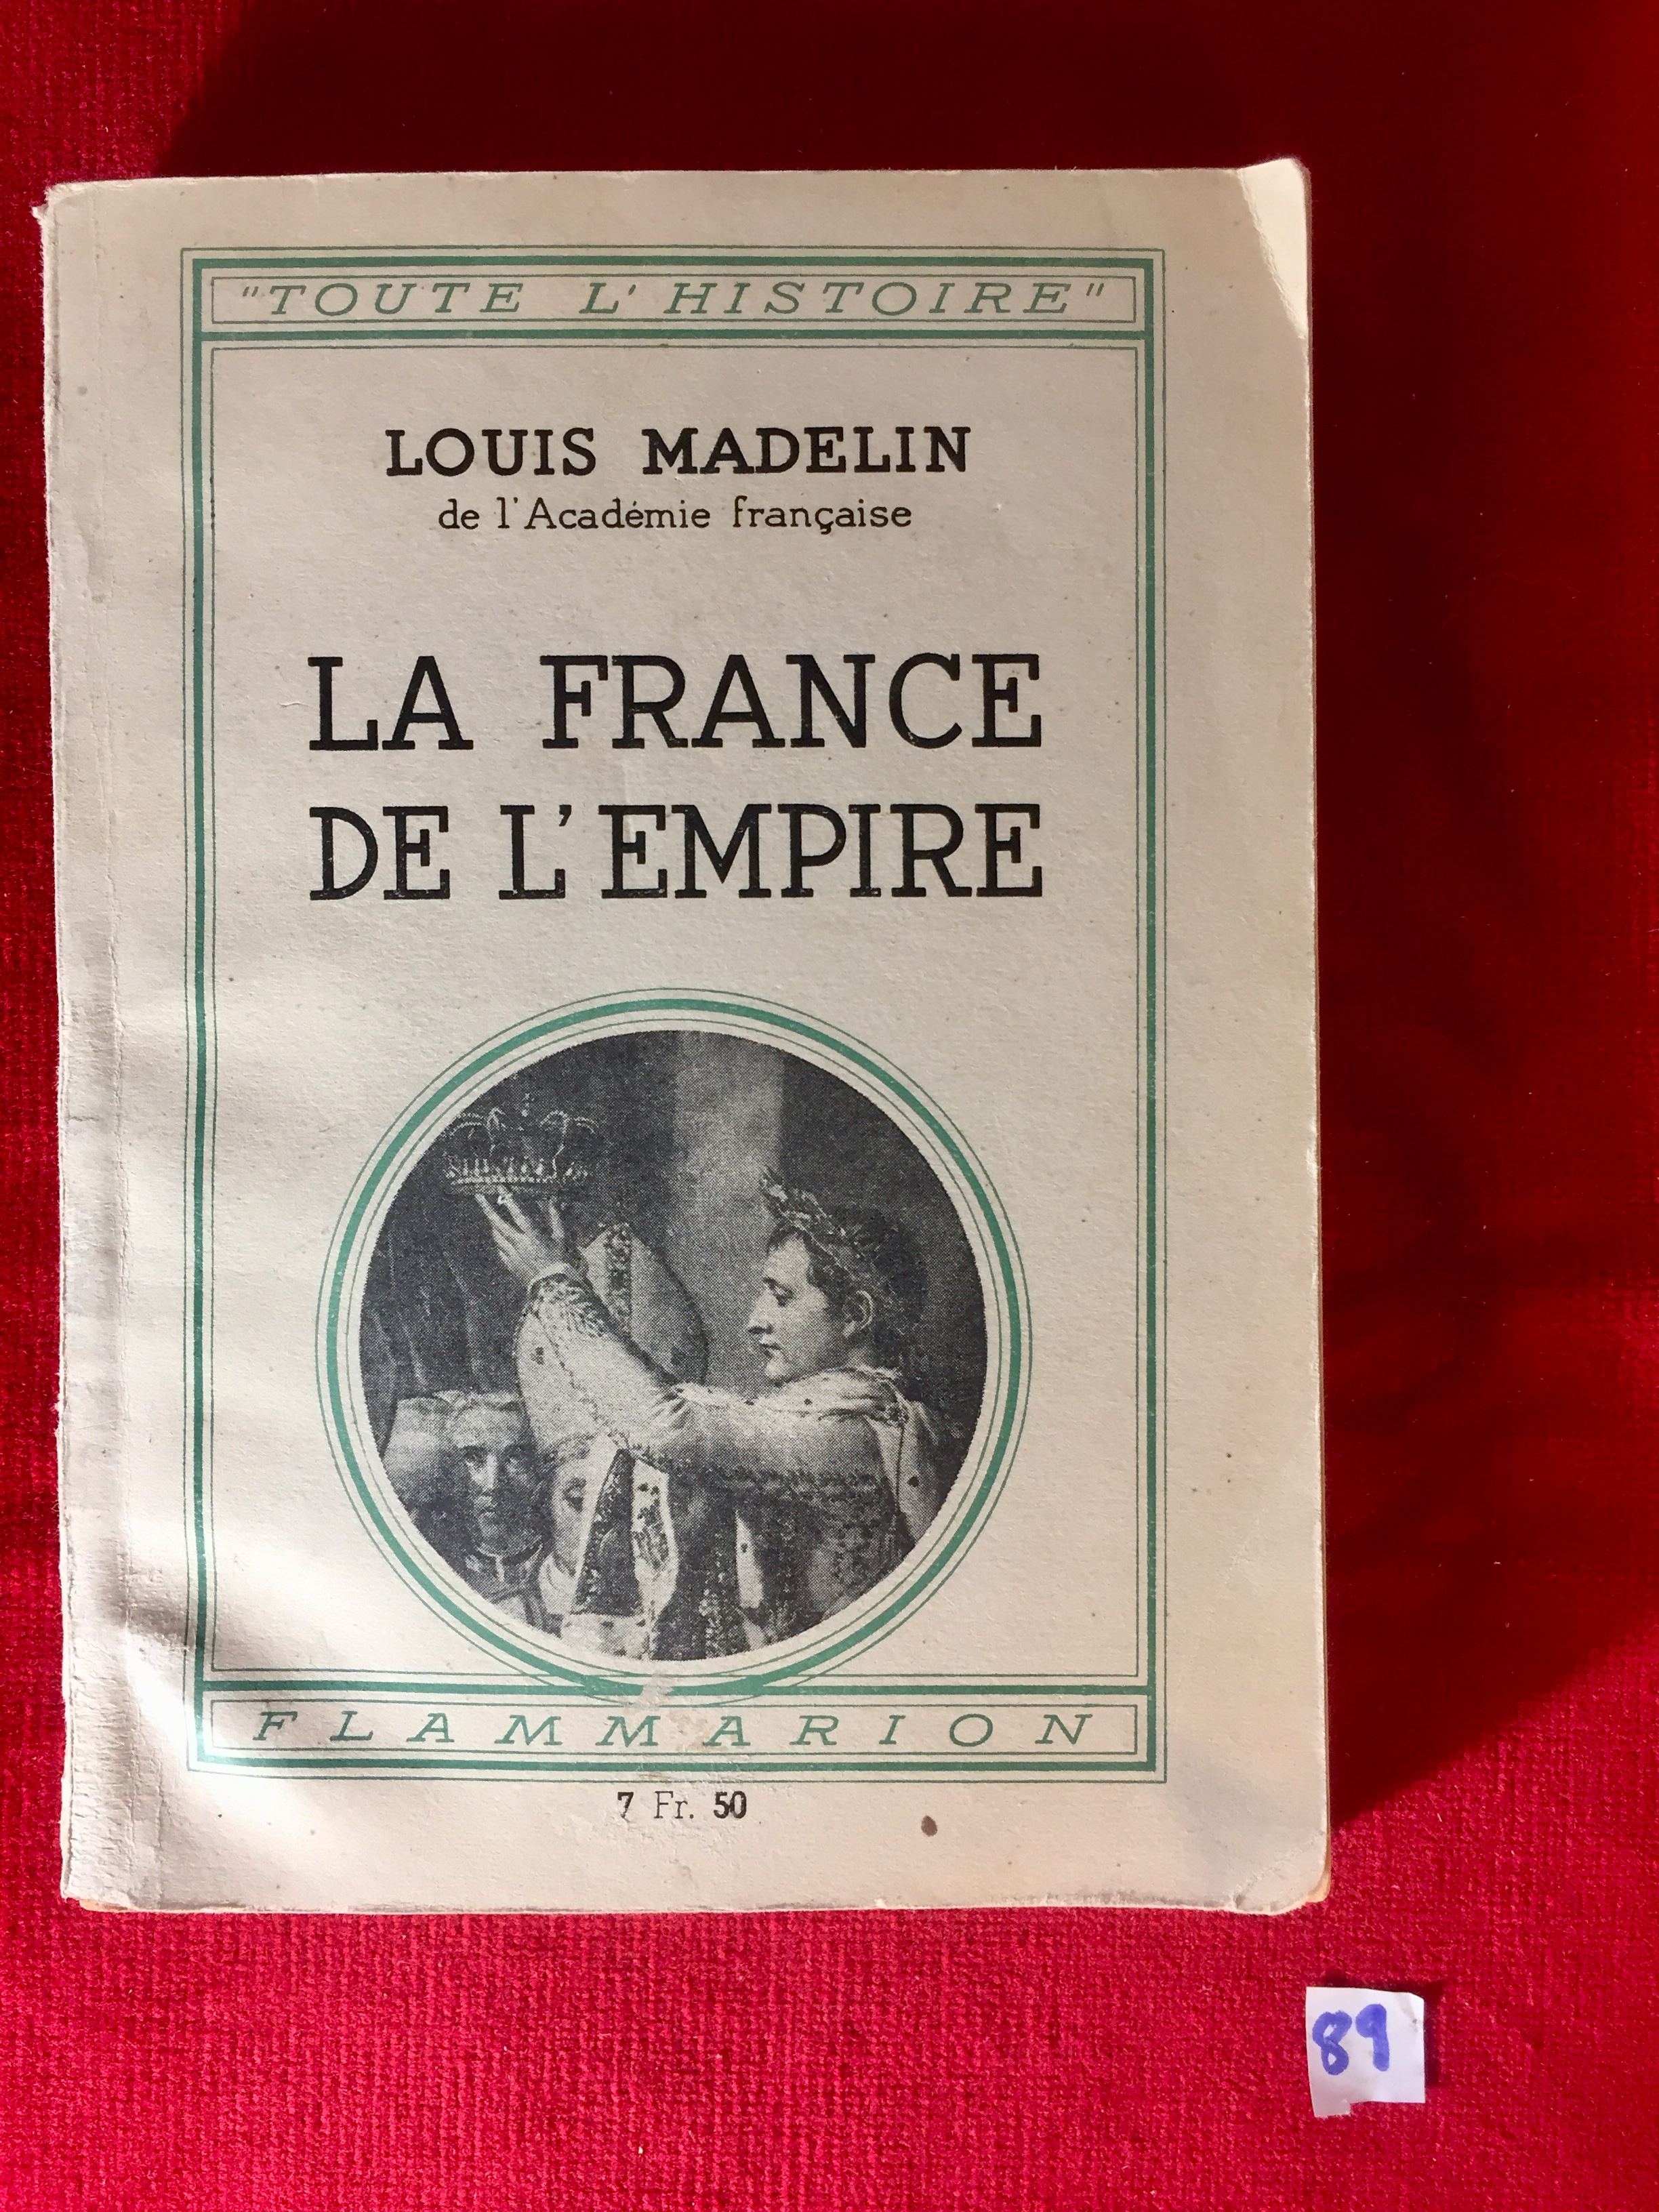 "TOUTE L'HISTOIRE"
LOUIS MADELIN
de l'Académie française
LA FRANCE
DE L'EMPIRE
FLAMMARION
7 Fr. 50
89